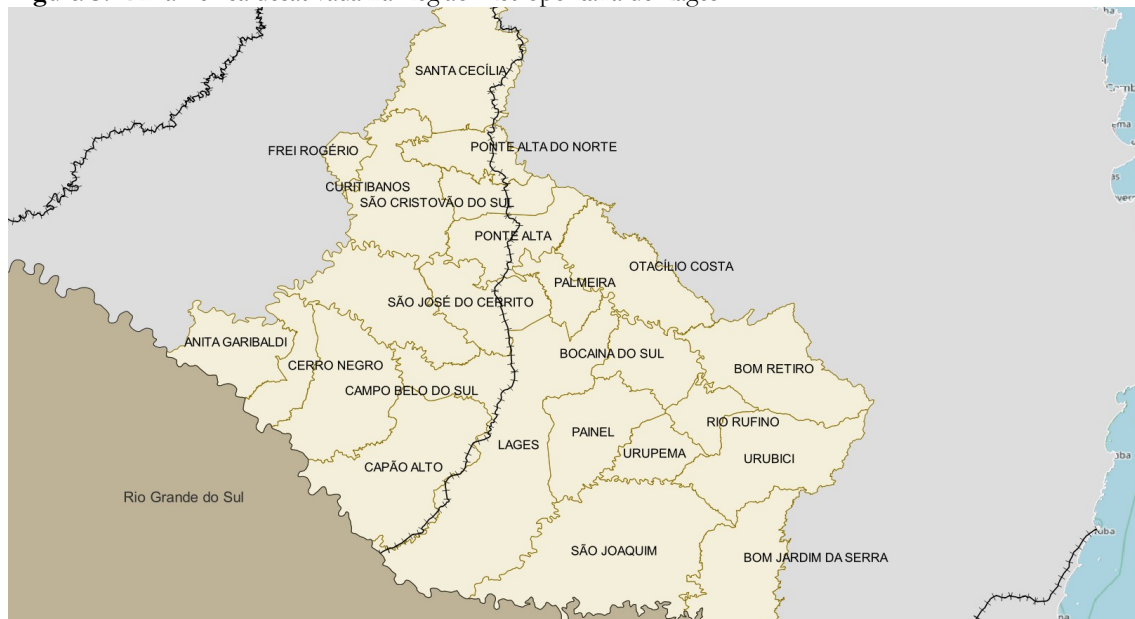 SANTA CECÍLIA
FREI ROGÉRIO
PONTE ALTA DO NORTE
CURITIBANOS
SÃO CRISTOVÃO DO SUL
PONTE ALTA
OTACÍLIO COSTA
PALMEIRA
SÃO JOSÉ DO CERRITO
ANITA GARIBALDI
BOCAINA DO SUL
CERRO NEGRO
BOM RETIRO
CAMPO BELO DO SUL
RIO RUFINO
PAINEL
LAGES
URUPEMA
URUBICI
CAPÃO ALTO
Rio Grande do Sul
SÃO JOAQUIM
BOM JARDIM DA SERRA